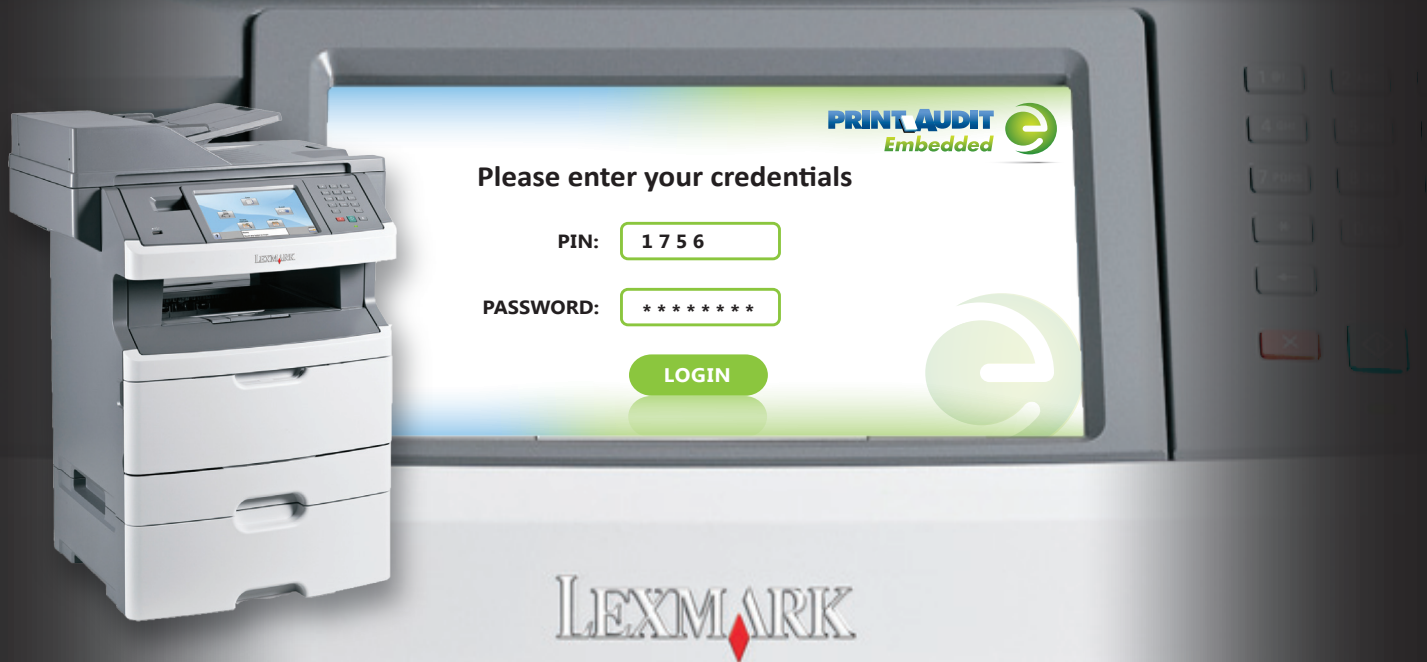 PRINT AUDIT
Embedded
Please enter your credentials
PIN: 1 7 5 6
PASSWORD: * * * * * * * *
LOGIN
LEXMARK
LEXMARK